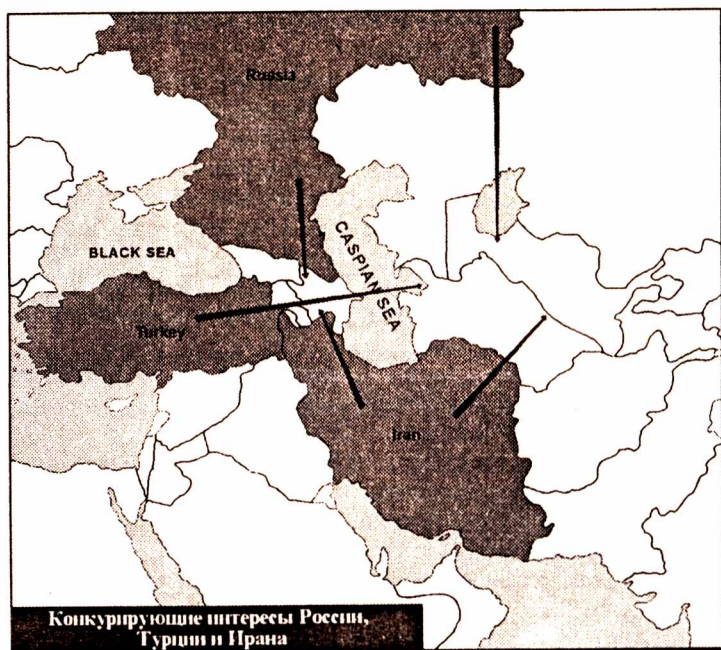 Russia
BLACK SEA
CASPIAN SEA
Turkey
Iran
Конкурирующие интересы России,
Турции и Ирана